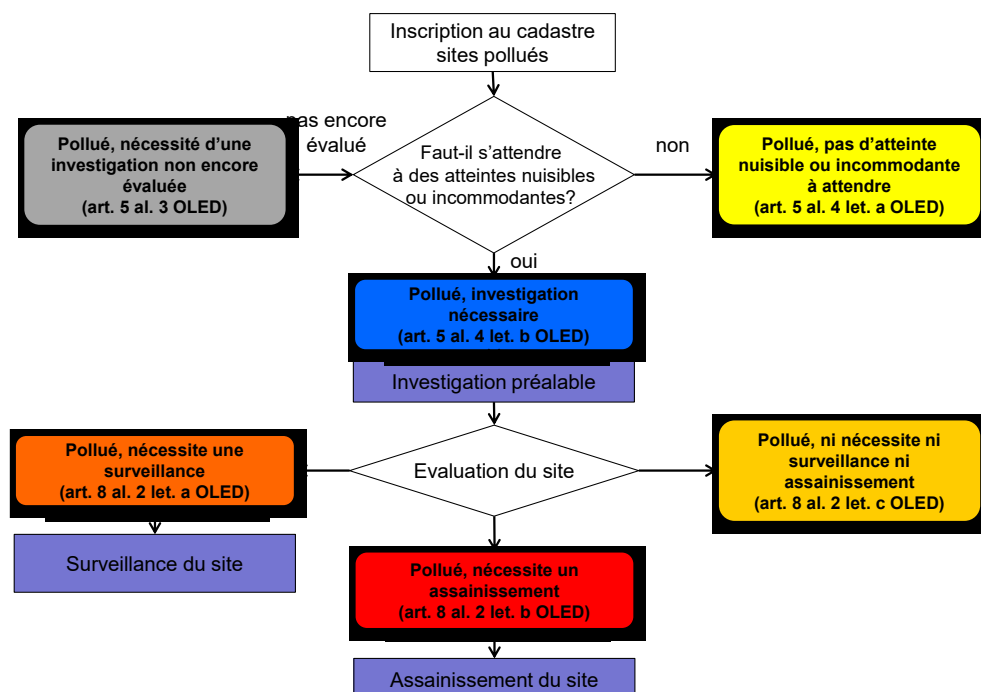 Inscription au cadastre
sites pollués
pas encore
évalué
Pollué, nécessité d'une
investigation non encore
évaluée
(art. 5 al. 3 OLED)
Faut-il s'attendre
à des atteintes nuisibles
ou incommodantes?
non
Pollué, pas d'atteinte
nuisible ou incommodante
à attendre
(art. 5 al. 4 let. a OLED)
oui
Pollué, investigation
nécessaire
(art. 5 al. 4 let. b OLED)
Investigation préalable
Pollué, nécessite une
surveillance
(art. 8 al. 2 let. a OLED)
Evaluation du site
Pollué, ni nécessite ni
surveillance ni
assainissement
(art. 8 al. 2 let. c OLED)
Surveillance du site
Pollué, nécessite un
assainissement
(art. 8 al. 2 let. b OLED)
Assainissement du site